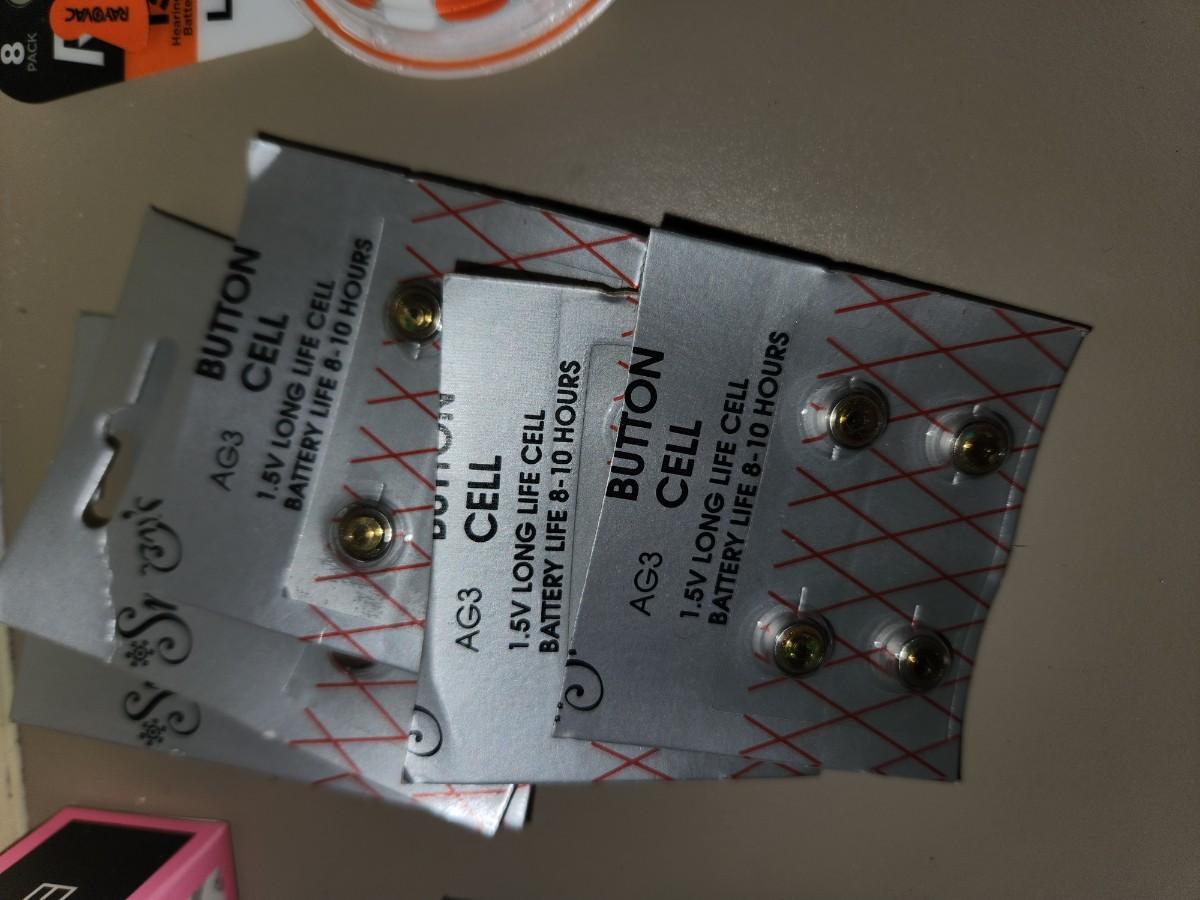 8
PACK
RAYOVAC
Hearing
BUTTON
CELL
AG3
1.5V LONG LIFE CELL
BATTERY LIFE 8-10 HOURS
BUTTON
CELL
AG3
1.5V LONG LIFE CELL
BATTERY LIFE 8-10 HOURS
BUTTON
CELL
AG3
1.5V LONG LIFE CELL
BATTERY LIFE 8-10 HOURS